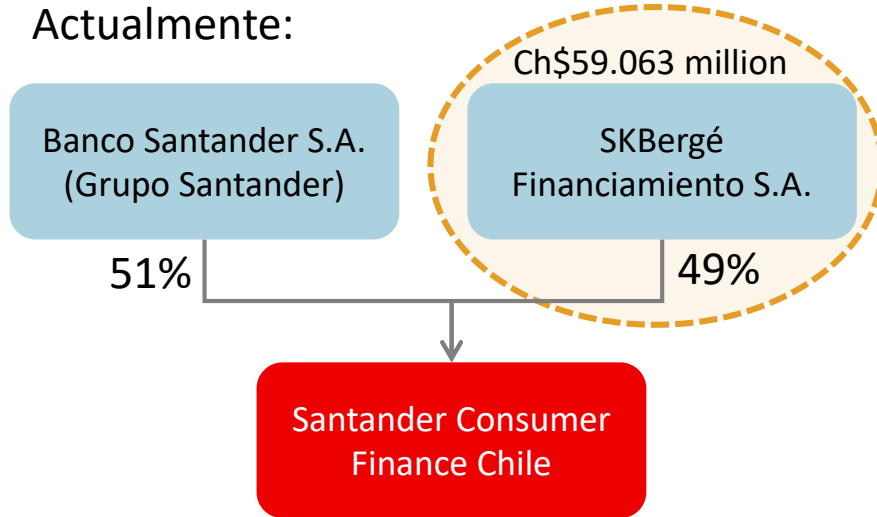 Actualmente:
Ch$59.063 million
Banco Santander S.A.
(Grupo Santander)
SKBergé
Financiamiento S.A.
51%
49%
Santander Consumer
Finance Chile